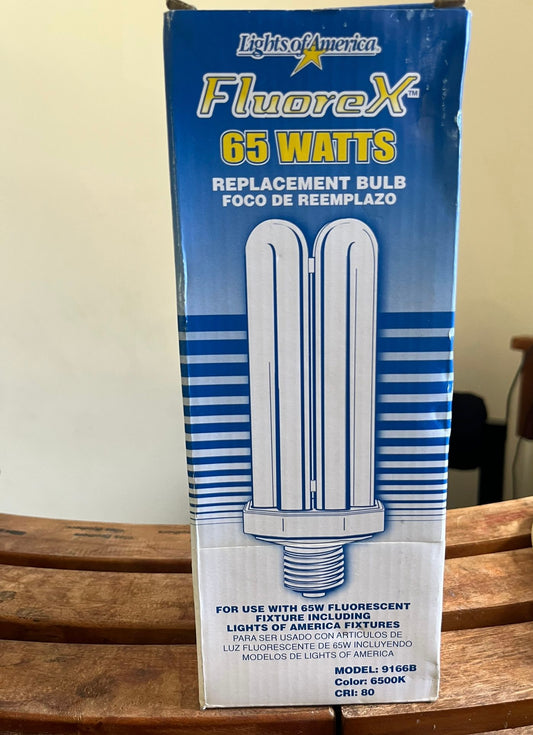 Lights of America
FluoreX™
65 WATTS
REPLACEMENT BULB
FOCO DE REEMPLAZO
FOR USE WITH 65W FLUORESCENT
FIXTURE INCLUDING
LIGHTS OF AMERICA FIXTURES
PARA SER USADO CON ARTICULOS DE
LUZ FLUORESCENTE DE 65W INCLUYENDO
MODELOS DE LIGHTS OF AMERICA
MODEL: 9166B
Color: 6500K
CRI: 80